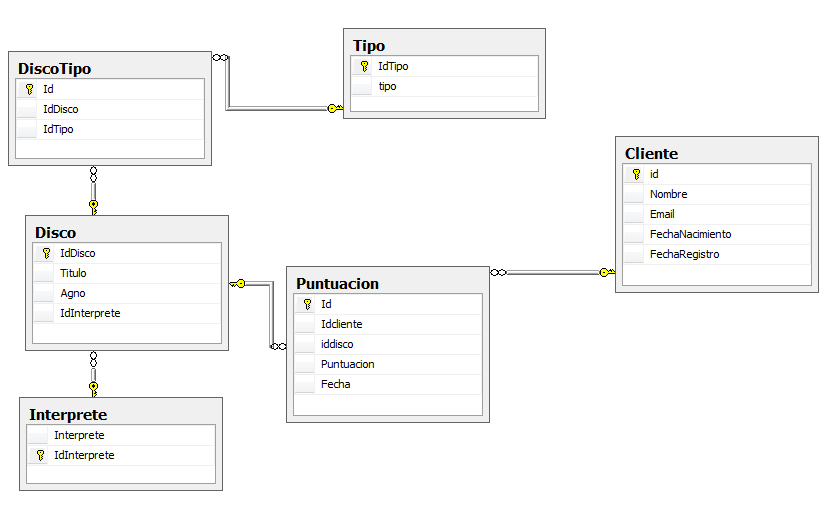 DiscoTipo
Id
IdDisco
IdTipo
Tipo
IdTipo
tipo
Cliente
id
Nombre
Email
FechaNacimiento
FechaRegistro
Disco
IdDisco
Titulo
Agno
IdInterprete
Puntuacion
Id
Idcliente
iddisco
Puntuacion
Fecha
Interprete
Interprete
IdInterprete